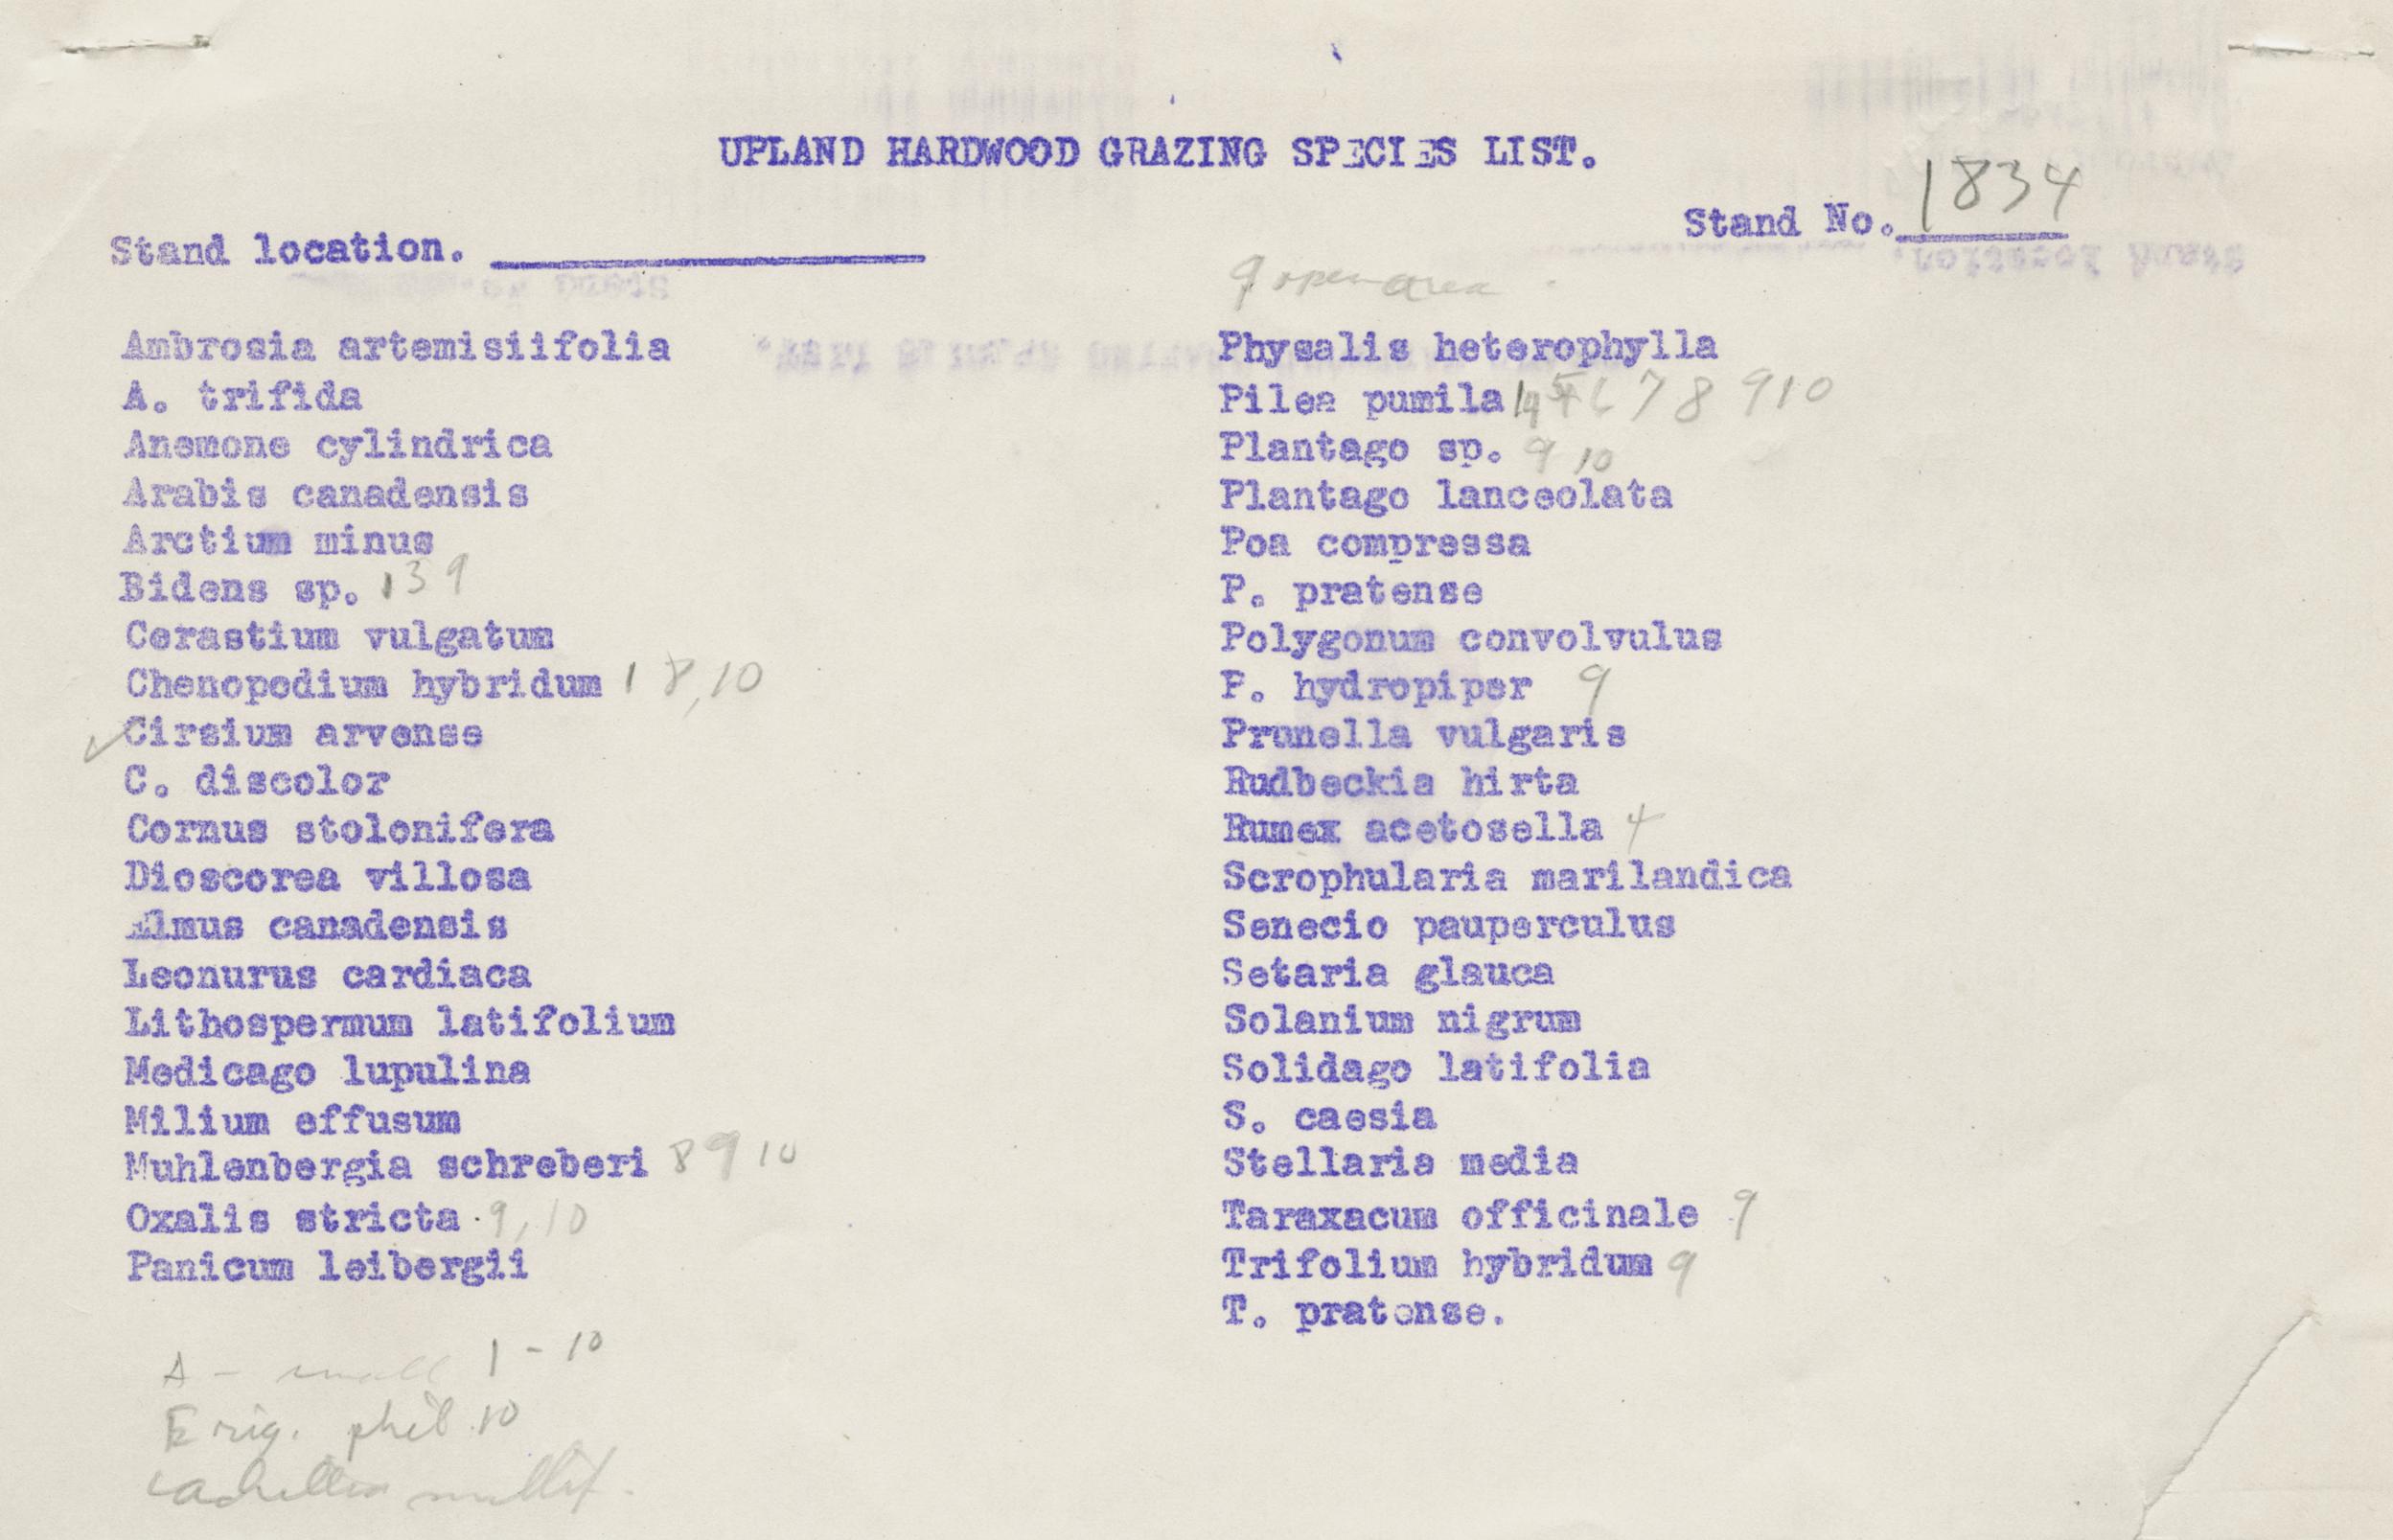 UPLAND HARDWOOD GRAZING SPECIES LIST.
Stand No. 1834
Stand location.
9 open area.
Ambrosia artemisiifolia
A. trifida
Anemone cylindrica
Arabis canadensis
Arctium minus
Bidens sp. 1 3 9
Cerastium vulgatum
Chenopodium hybridum 1 8, 10
✓ Cirsium arvense
C. discolor
Cornus stolonifera
Dioscorea villosa
Elmus canadensis
Leonurus cardiaca
Lithospermum latifolium
Medicago lupulina
Milium effusum
Muhlenbergia schreberi 8 9 10
Oxalis stricta 9, 10
Panicum leibergii
A - small 1 - 10
Erig. phil 10
achillea millif.
Physalis heterophylla
Pilea pumila 1 4 5 6 7 8 9 10
Plantago sp. 9 10
Plantago lanceolata
Poa compressa
P. pratense
Polygonum convolvulus
P. hydropiper 9
Prunella vulgaris
Rudbeckia hirta
Rumex acetosella 4
Scrophularia marilandica
Senecio pauperculus
Setaria glauca
Solanium nigrum
Solidago latifolia
S. caesia
Stellaria media
Taraxacum officinale 9
Trifolium hybridum 9
T. pratense.